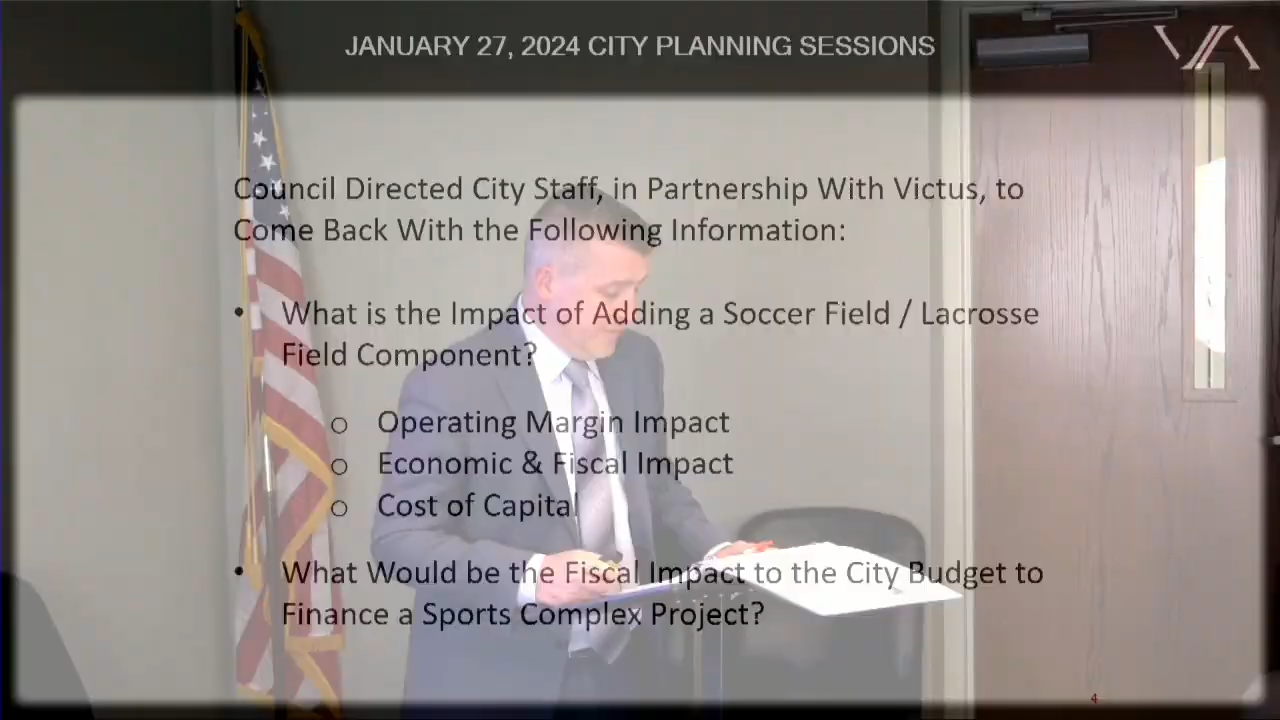 JANUARY 27, 2024 CITY PLANNING SESSIONS
VA
Council Directed City Staff, in Partnership With Victus, to
Come Back With the Following Information:
• What is the Impact of Adding a Soccer Field / Lacrosse
Field Component?
o Operating Margin Impact
o Economic & Fiscal Impact
o Cost of Capital
• What Would be the Fiscal Impact to the City Budget to
Finance a Sports Complex Project?
4